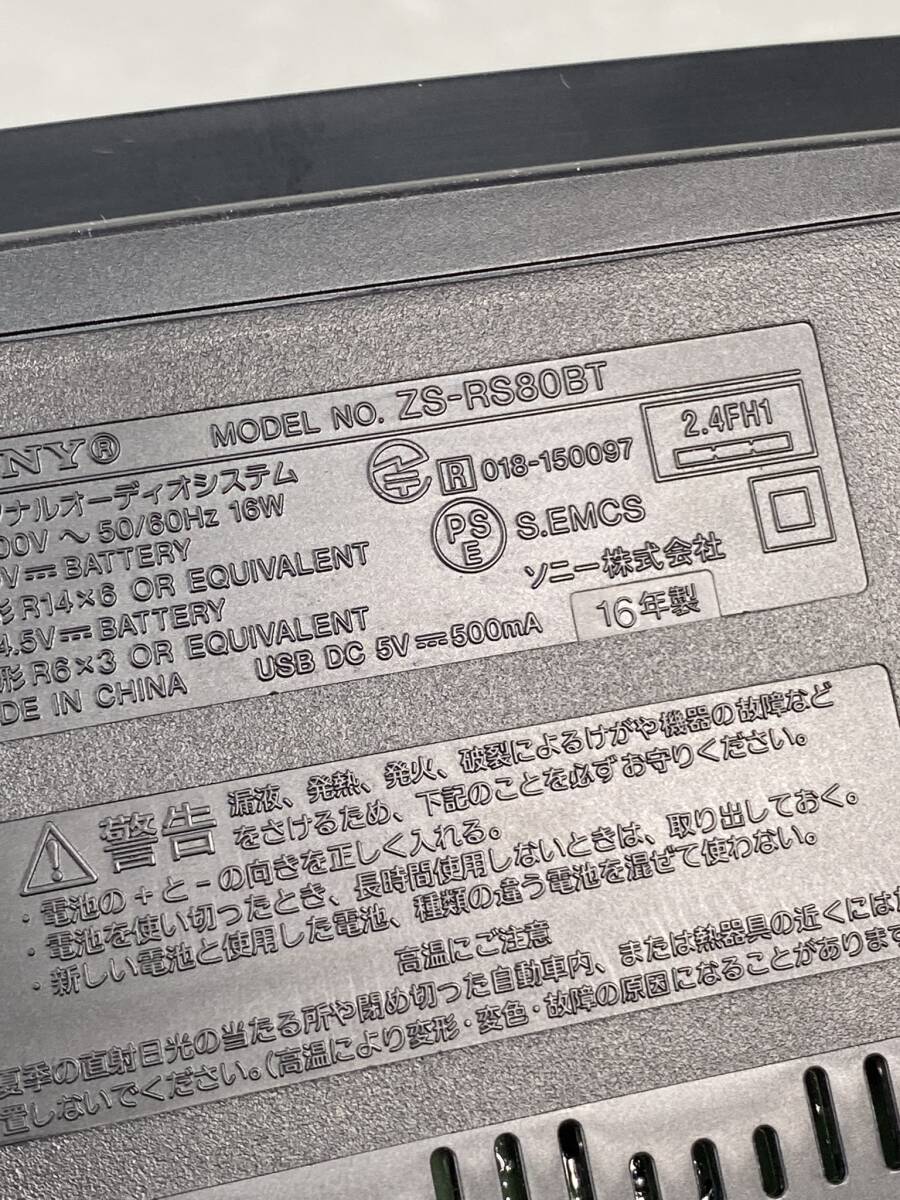 NY® MODEL NO. ZS-RS80BT
ナルオーディオシステム
R 018-150097
2.4FH1
00V ～ 50/60Hz 16W
PSE S.EMCS
V⎓BATTERY
形 R14×6 OR EQUIVALENT
ソニー株式会社
4.5V⎓BATTERY
形 R6×3 OR EQUIVALENT
16年製
DE IN CHINA
USB DC 5V⎓500mA
警告
漏液、発熱、発火、破裂によるけがや機器の故障など
をさけるため、下記のことを必ずお守りください。
・電池の＋と－の向きを正しく入れる。
・電池を使い切ったとき、長時間使用しないときは、取り出しておく。
・新しい電池と使用した電池、種類の違う電池を混ぜて使わない。
高温にご注意
夏季の直射日光の当たる所や閉め切った自動車内、または熱器具の近くには
置しないでください。(高温により変形・変色・故障の原因になることがあります